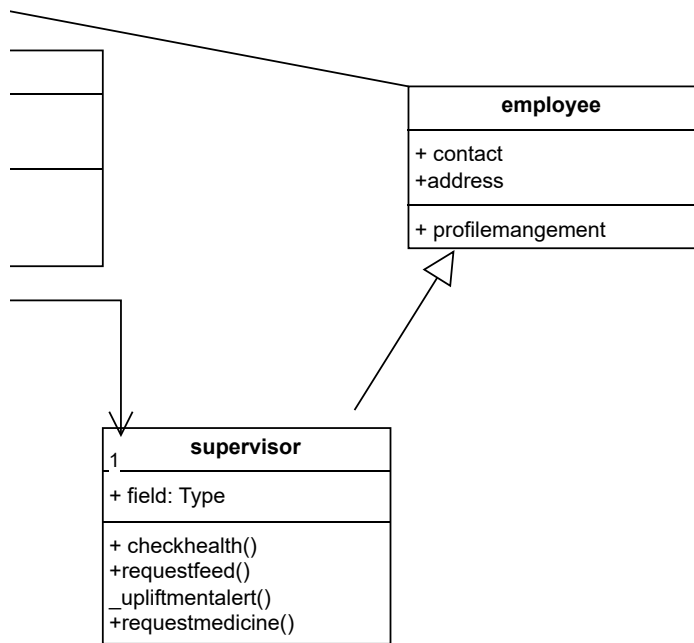 employee
+ contact
+address
+ profilemangement
supervisor
1
+ field: Type
+ checkhealth()
+requestfeed()
_upliftmentalert()
+requestmedicine()